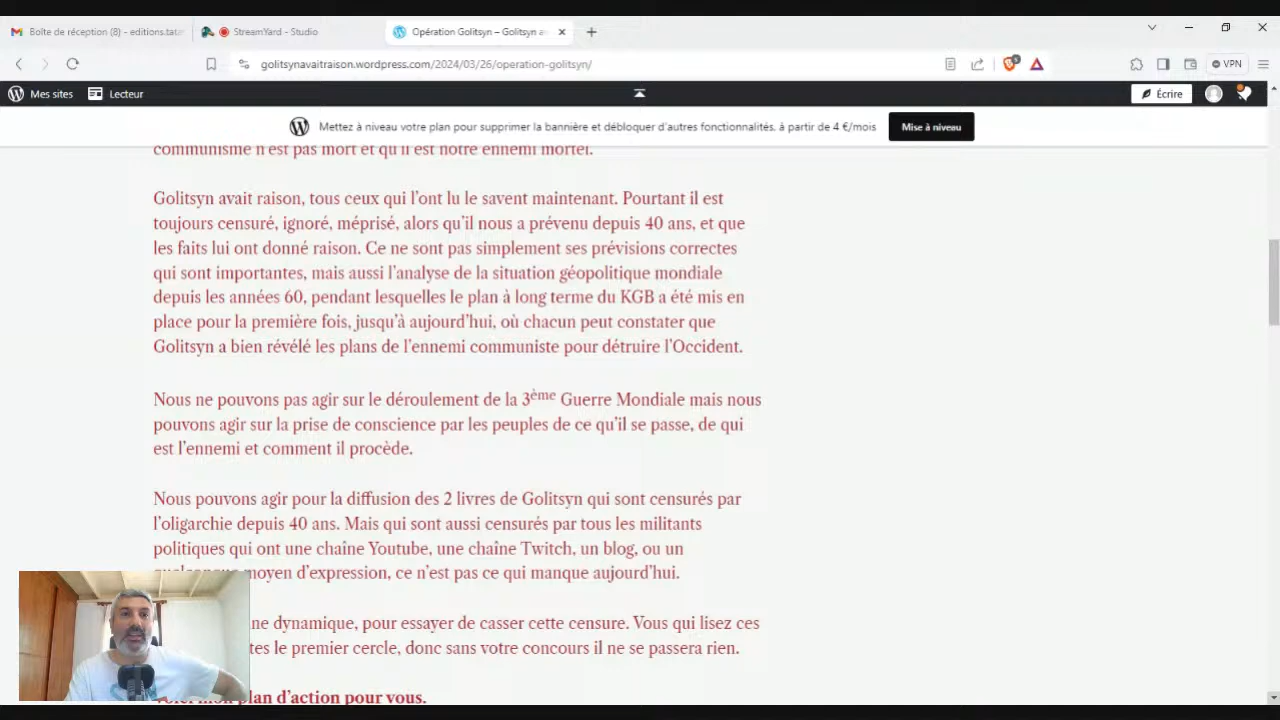 Boîte de réception (8) - editions.tatar
StreamYard - Studio
Opération Golitsyn – Golitsyn av
golitsynavaitraison.wordpress.com/2024/03/26/operation-golitsyn/
VPN
Mes sites
Lecteur
Écrire
Mettez à niveau votre plan pour supprimer la bannière et débloquer d'autres fonctionnalités, à partir de 4 €/mois
Mise à niveau
communisme n'est pas mort et qu'il est notre ennemi mortel.
Golitsyn avait raison, tous ceux qui l'ont lu le savent maintenant. Pourtant il est
toujours censuré, ignoré, méprisé, alors qu'il nous a prévenu depuis 40 ans, et que
les faits lui ont donné raison. Ce ne sont pas simplement ses prévisions correctes
qui sont importantes, mais aussi l'analyse de la situation géopolitique mondiale
depuis les années 60, pendant lesquelles le plan à long terme du KGB a été mis en
place pour la première fois, jusqu'à aujourd'hui, où chacun peut constater que
Golitsyn a bien révélé les plans de l'ennemi communiste pour détruire l'Occident.
Nous ne pouvons pas agir sur le déroulement de la 3ème Guerre Mondiale mais nous
pouvons agir sur la prise de conscience par les peuples de ce qu'il se passe, de qui
est l'ennemi et comment il procède.
Nous pouvons agir pour la diffusion des 2 livres de Golitsyn qui sont censurés par
l'oligarchie depuis 40 ans. Mais qui sont aussi censurés par tous les militants
politiques qui ont une chaîne Youtube, une chaîne Twitch, un blog, ou un
moyen d'expression, ce n'est pas ce qui manque aujourd'hui.
ne dynamique, pour essayer de casser cette censure. Vous qui lisez ces
tes le premier cercle, donc sans votre concours il ne se passera rien.
plan d'action pour vous.